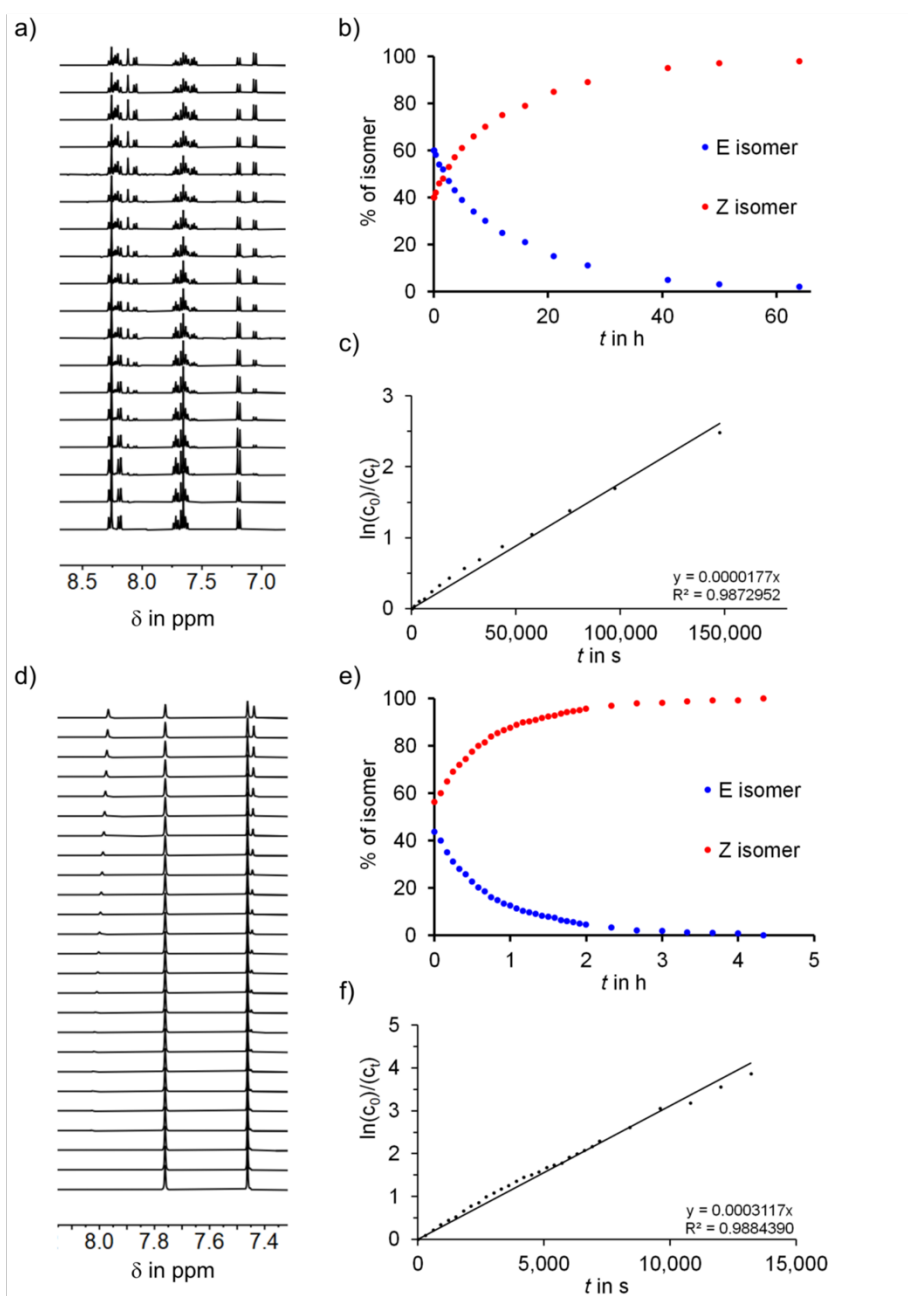 a)
8.5 8.0 7.5 7.0
δ in ppm
b)
100
80
60
40
20
0
% of isomer
E isomer
Z isomer
0 20 40 60
t in h
c)
3
2
1
0
ln(c₀)/(cₜ)
y = 0.0000177x
R² = 0.9872952
0 50,000 100,000 150,000
t in s
d)
8.0 7.8 7.6 7.4
δ in ppm
e)
100
80
60
40
20
0
% of isomer
E isomer
Z isomer
0 1 2 3 4 5
t in h
f)
5
4
3
2
1
0
ln(c₀)/(cₜ)
y = 0.0003117x
R² = 0.9884390
0 5,000 10,000 15,000
t in s